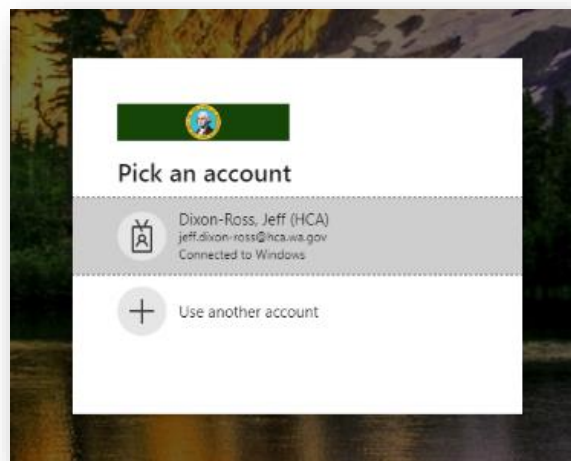 Pick an account
Dixon-Ross, Jeff (HCA)
jeff.dixon-ross@hca.wa.gov
Connected to Windows
Use another account